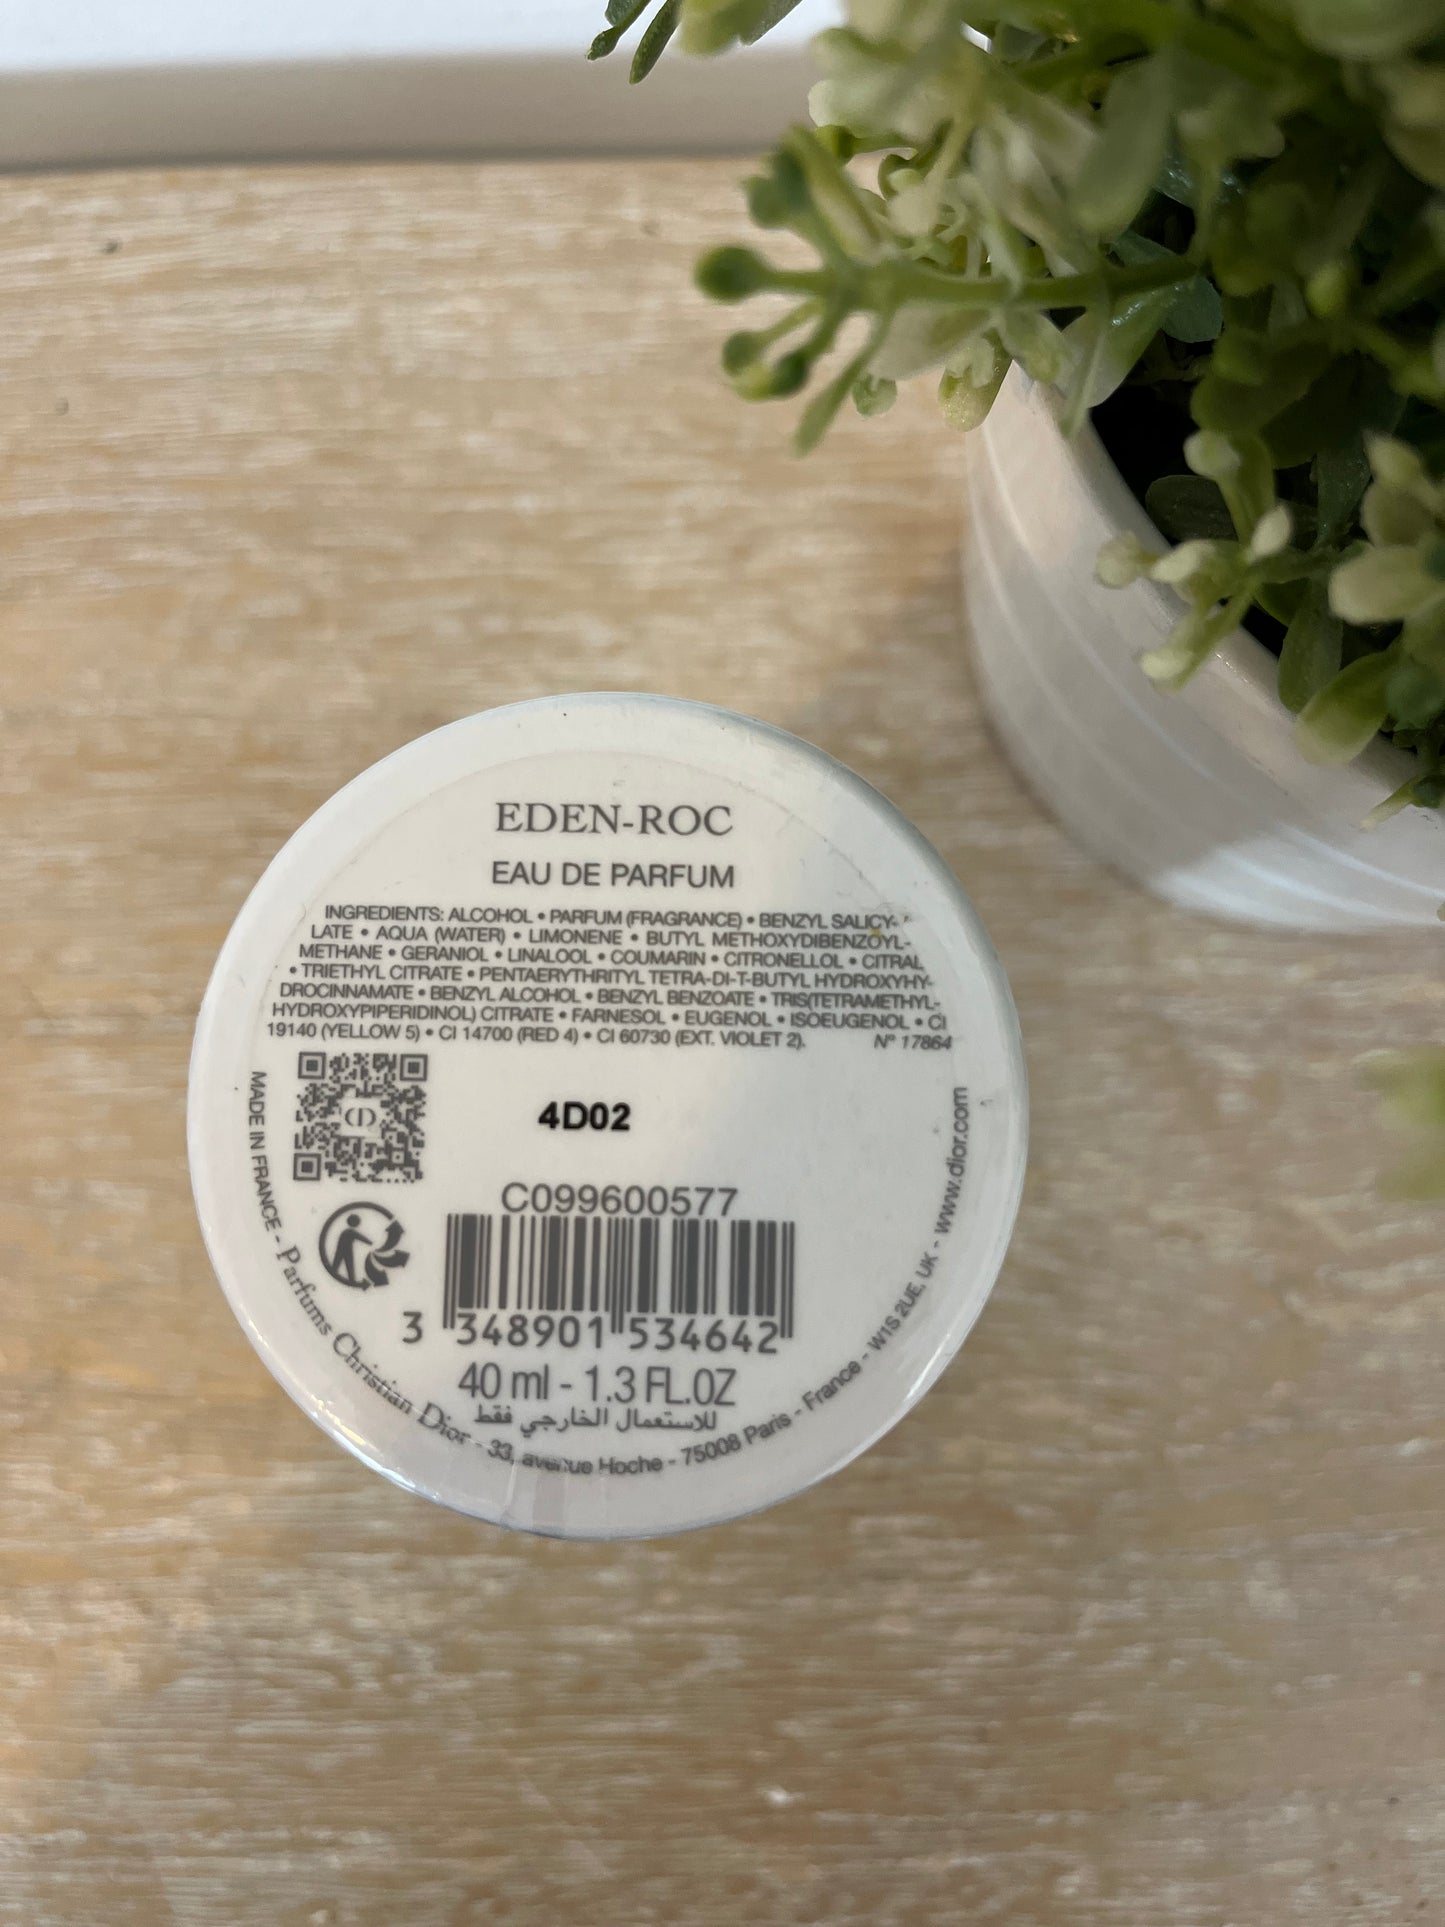 EDEN-ROC
EAU DE PARFUM
INGREDIENTS: ALCOHOL • PARFUM (FRAGRANCE) • BENZYL SALICY-
LATE • AQUA (WATER) • LIMONENE • BUTYL METHOXYDIBENZOYL-
METHANE • GERANIOL • LINALOOL • COUMARIN • CITRONELLOL • CITRAL
• TRIETHYL CITRATE • PENTAERYTHRITYL TETRA-DI-T-BUTYL HYDROXYHY-
DROCINNAMATE • BENZYL ALCOHOL • BENZYL BENZOATE • TRIS(TETRAMETHYL-
HYDROXYPIPERIDINOL) CITRATE • FARNESOL • EUGENOL • ISOEUGENOL • CI
19140 (YELLOW 5) • CI 14700 (RED 4) • CI 60730 (EXT. VIOLET 2). N° 17864
CD
4D02
C099600577
3 348901 534642
40 ml - 1.3 FL.OZ
للاستعمال الخارجي فقط
MADE IN FRANCE - Parfums Christian Dior - 33, avenue Hoche - 75008 Paris - France - W1S 2UE, UK - www.dior.com